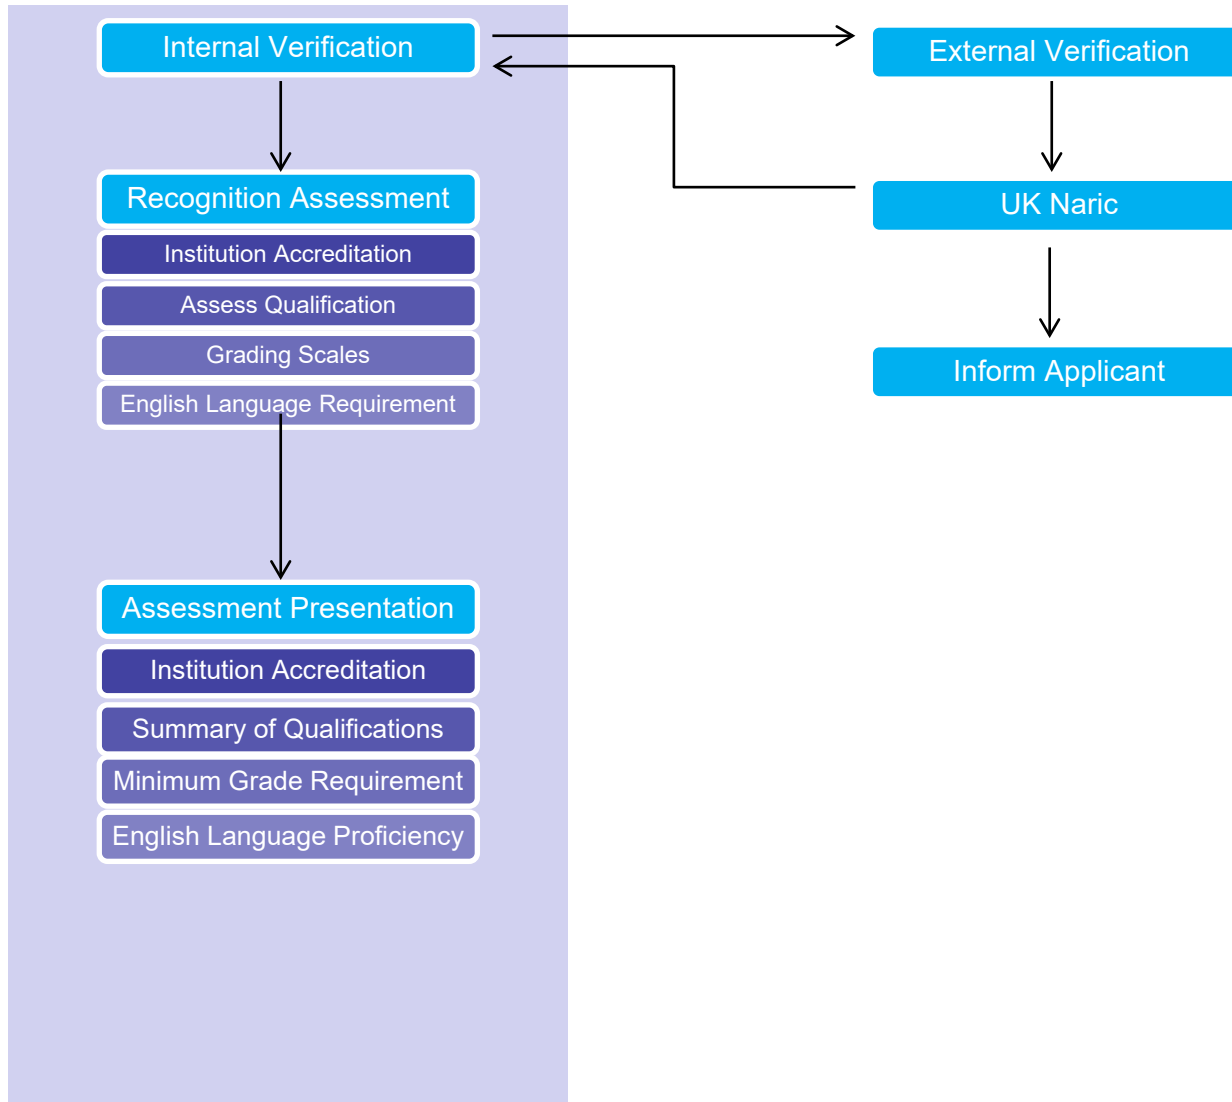 Internal Verification
External Verification
Recognition Assessment
UK Naric
Institution Accreditation
Assess Qualification
Grading Scales
Inform Applicant
English Language Requirement
Assessment Presentation
Institution Accreditation
Summary of Qualifications
Minimum Grade Requirement
English Language Proficiency